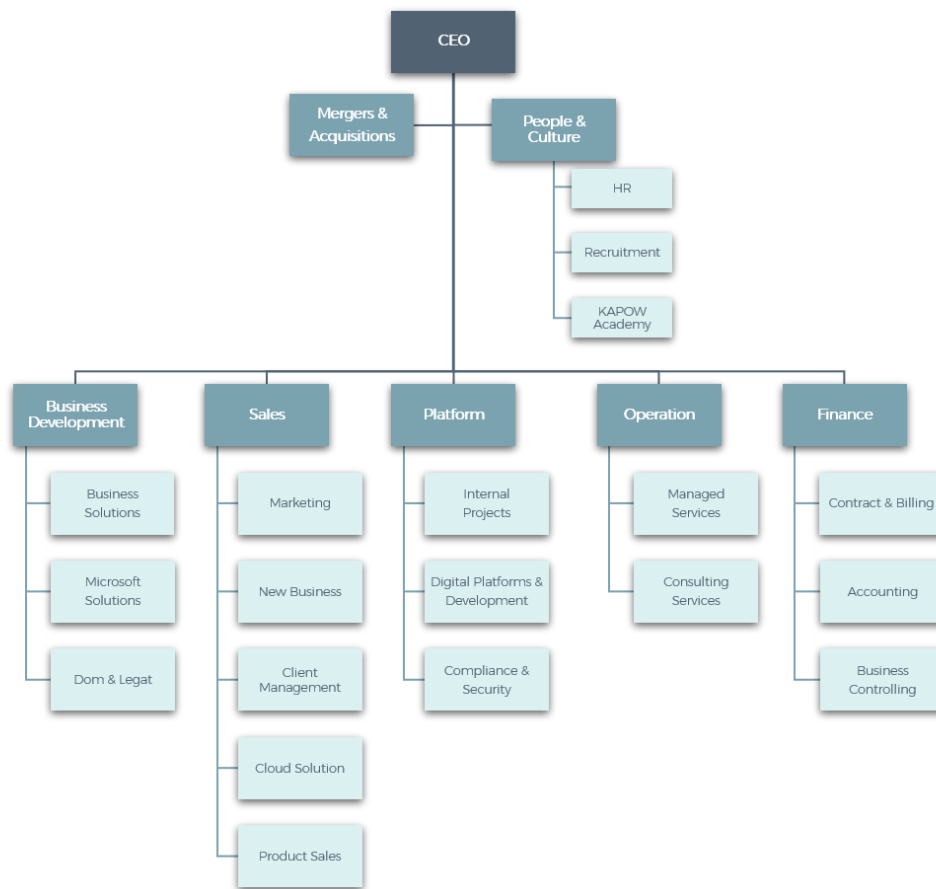 CEO
Mergers &
Acquisitions
People &
Culture
HR
Recruitment
KAPOW
Academy
Business
Development
Sales
Platform
Operation
Finance
Business
Solutions
Marketing
Internal
Projects
Managed
Services
Contract & Billing
Microsoft
Solutions
New Business
Digital Platforms &
Development
Consulting
Services
Accounting
Dom & Legat
Client
Management
Compliance &
Security
Business
Controlling
Cloud Solution
Product Sales